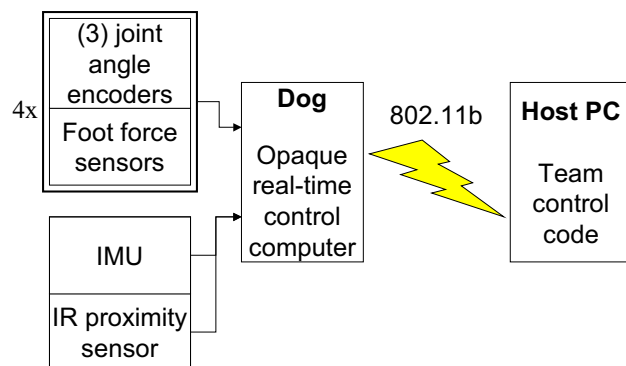 4x
(3) joint
angle
encoders
Foot force
sensors
IMU
IR proximity
sensor
Dog
Opaque
real-time
control
computer
802.11b
Host PC
Team
control
code